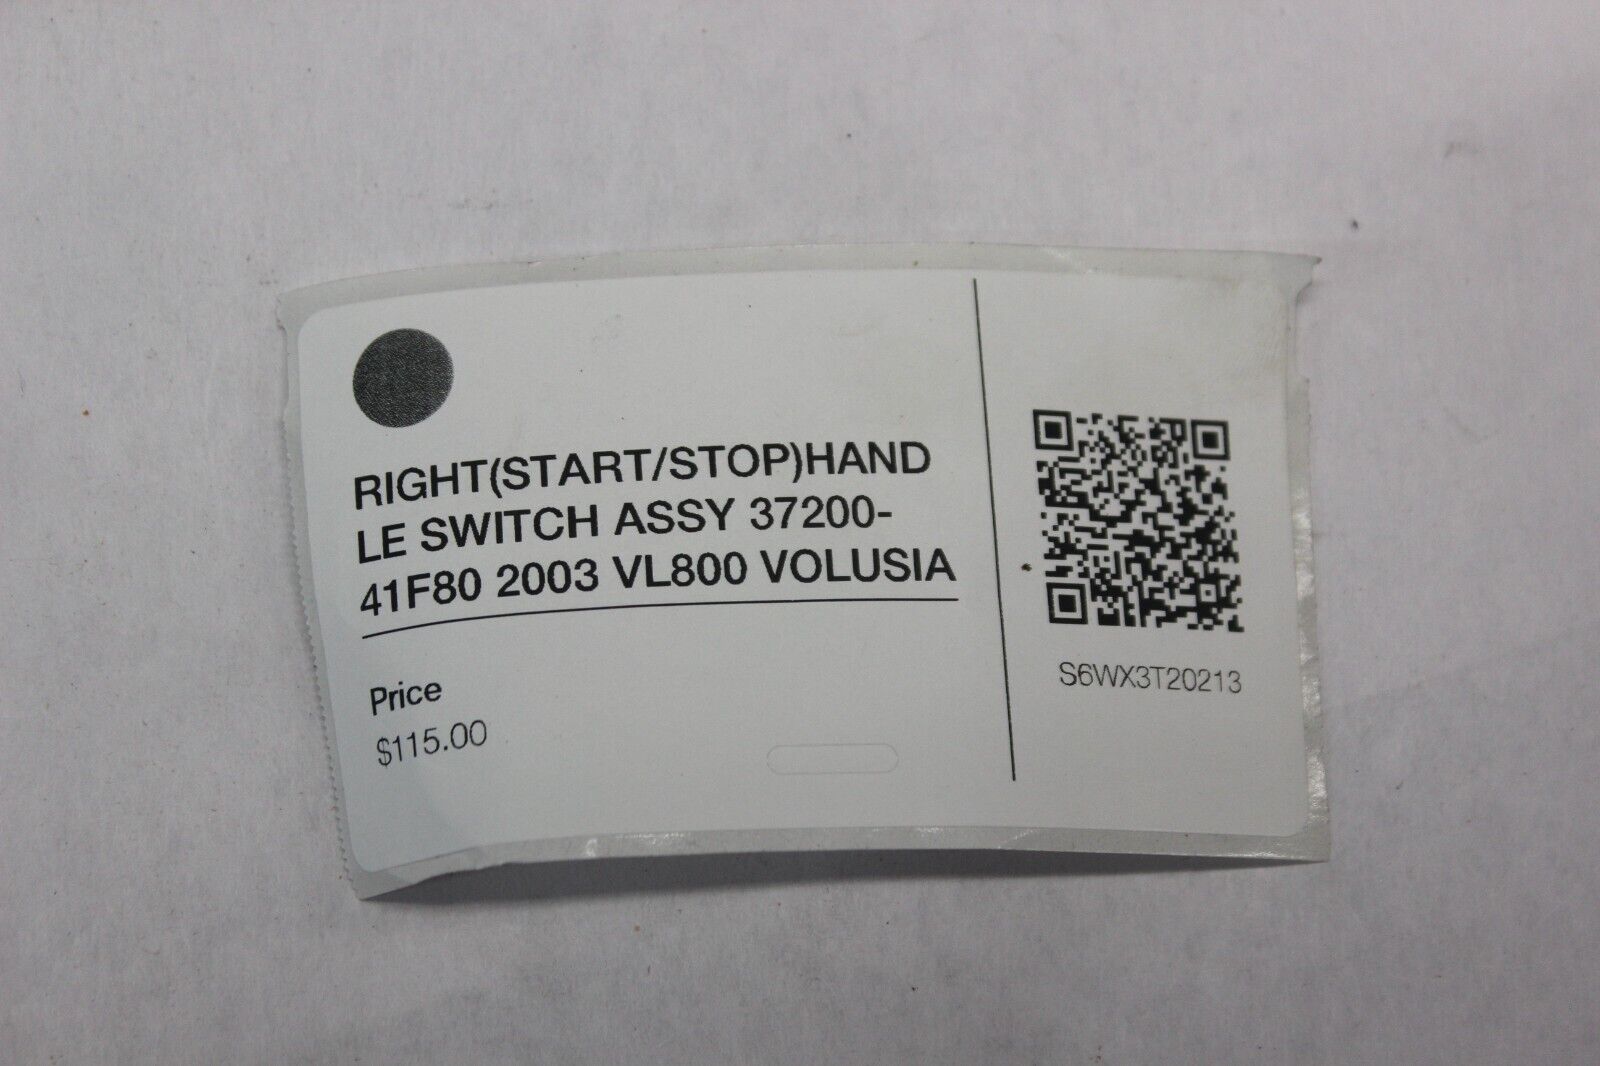 RIGHT(START/STOP)HAND
LE SWITCH ASSY 37200-
41F80 2003 VL800 VOLUSIA
Price
$115.00
S6WX3T20213